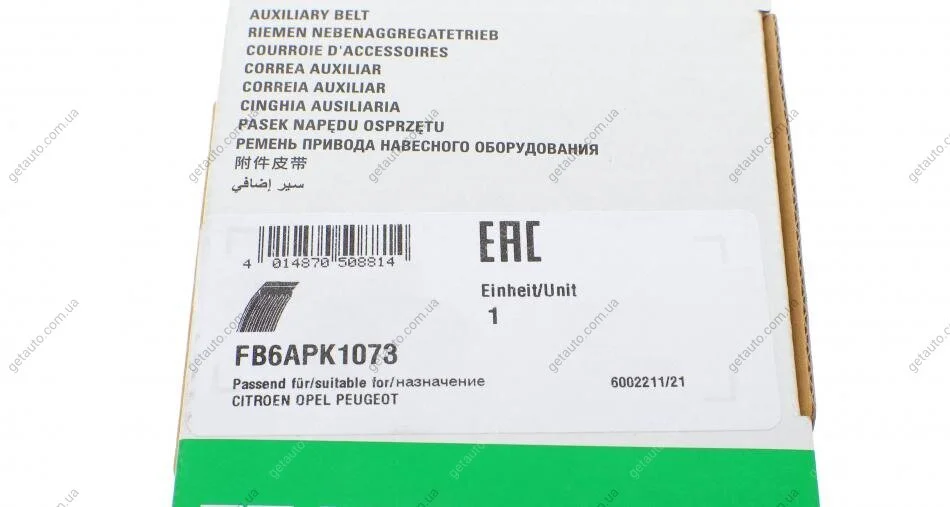 AUXILIARY BELT
RIEMEN NEBENAGGREGATETRIEB
COURROIE D'ACCESSOIRES
CORREA AUXILIAR
CORREIA AUXILIAR
CINGHIA AUSILIARIA
PASEK NAPĘDU OSPRZĘTU
РЕМЕНЬ ПРИВОДА НАВЕСНОГО ОБОРУДОВАНИЯ
附件皮带
سير إضافي
4 014870 508814
EAC
Einheit/Unit
1
FB6APK1073
Passend für/suitable for/назначение
6002211/21
CITROEN OPEL PEUGEOT
getauto.com.ua